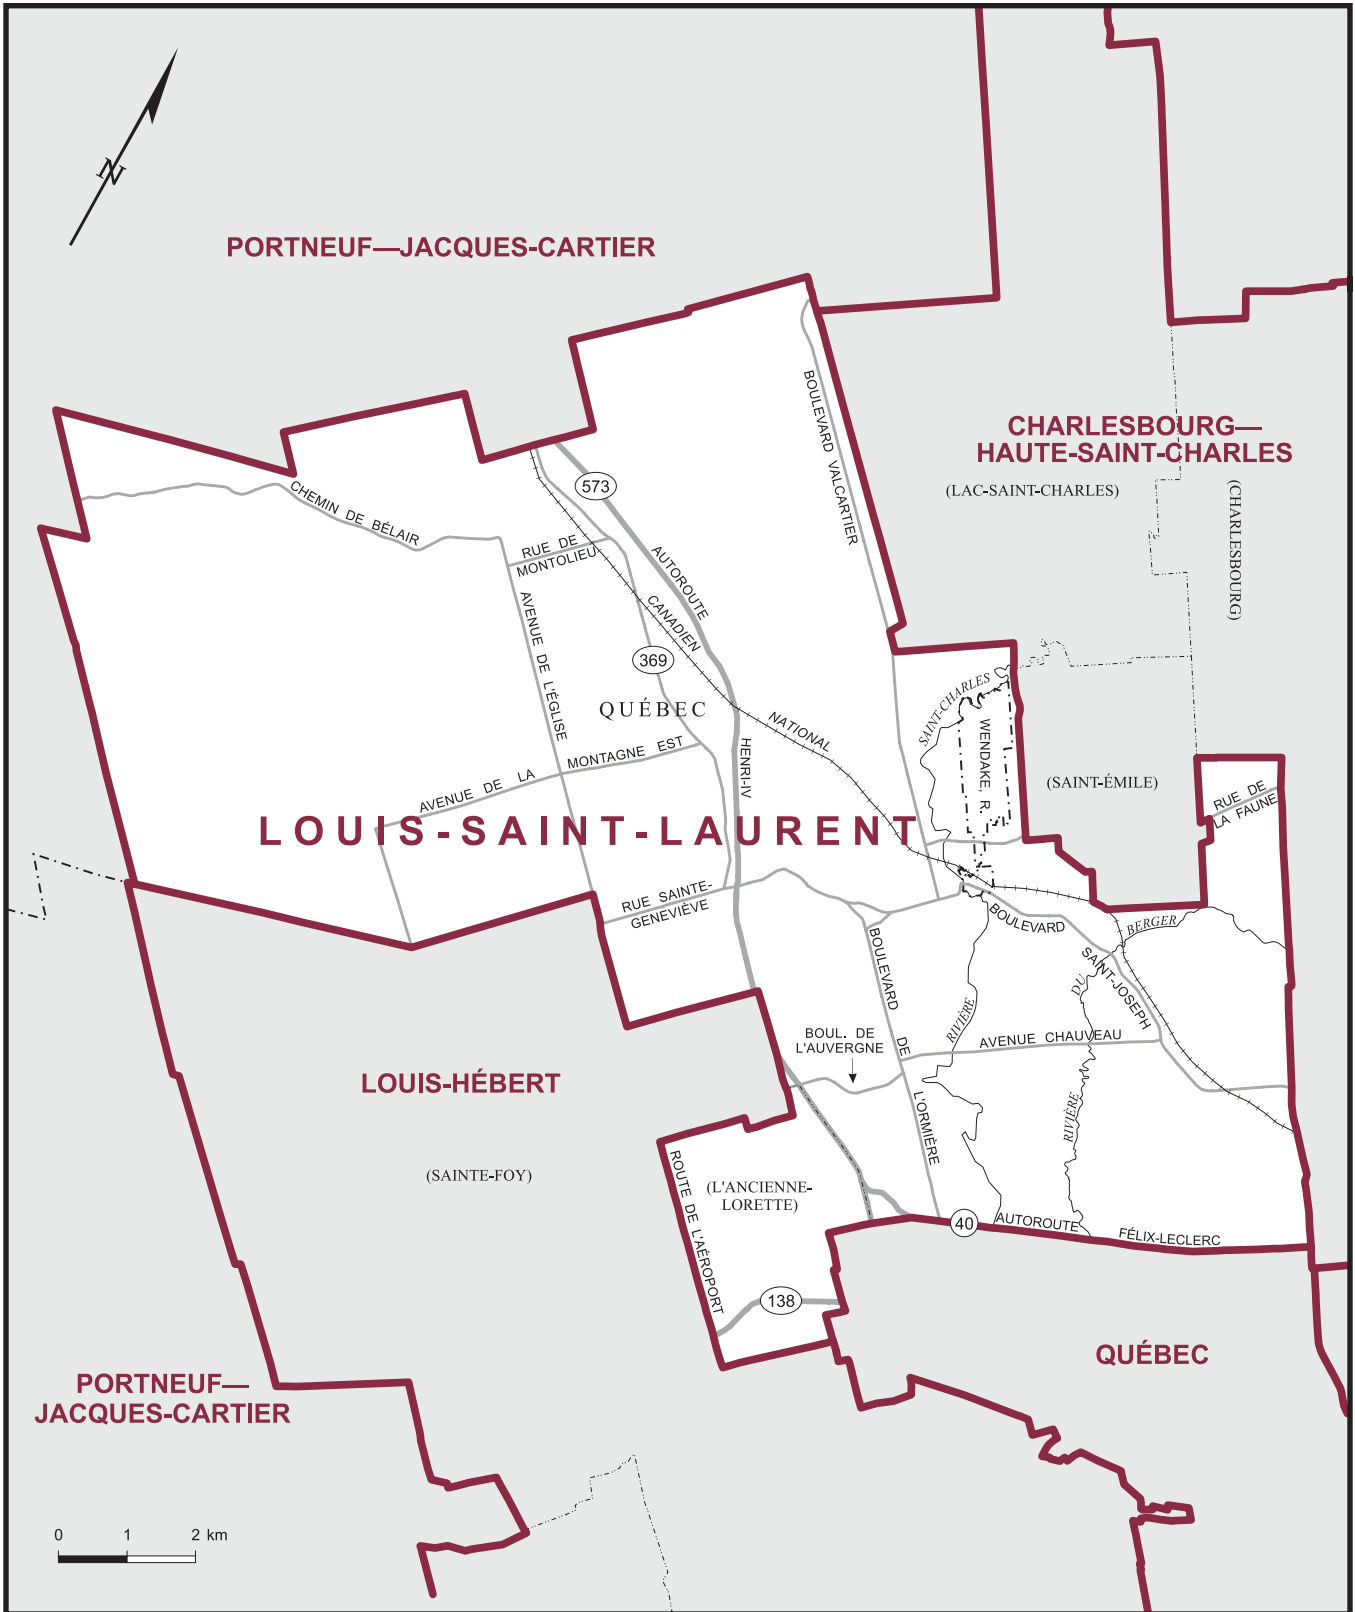 N
PORTNEUF—JACQUES-CARTIER
CHARLESBOURG—
HAUTE-SAINT-CHARLES
(LAC-SAINT-CHARLES)
(CHARLESBOURG)
BOULEVARD VALCARTIER
573
CHEMIN DE BÉLAIR
RUE DE
MONTOLIEU
AUTOROUTE
CANADIEN
AVENUE DE L'ÉGLISE
369
QUÉBEC
SAINT-CHARLES
NATIONAL
WENDAKE, R.
HENRI-IV
MONTAGNE EST
AVENUE DE LA
(SAINT-ÉMILE)
RUE DE
LA FAUNE
LOUIS-SAINT-LAURENT
RUE SAINTE-
GENEVIÈVE
BOULEVARD
BERGER
SAINT-JOSEPH
DU
BOULEVARD
DE
L'ORMIÈRE
RIVIÈRE
AVENUE CHAUVEAU
BOUL. DE
L'AUVERGNE
LOUIS-HÉBERT
RIVIÈRE
(SAINTE-FOY)
ROUTE DE L'AÉROPORT
(L'ANCIENNE-
LORETTE)
40
AUTOROUTE
FÉLIX-LECLERC
138
QUÉBEC
PORTNEUF—
JACQUES-CARTIER
0 1 2 km